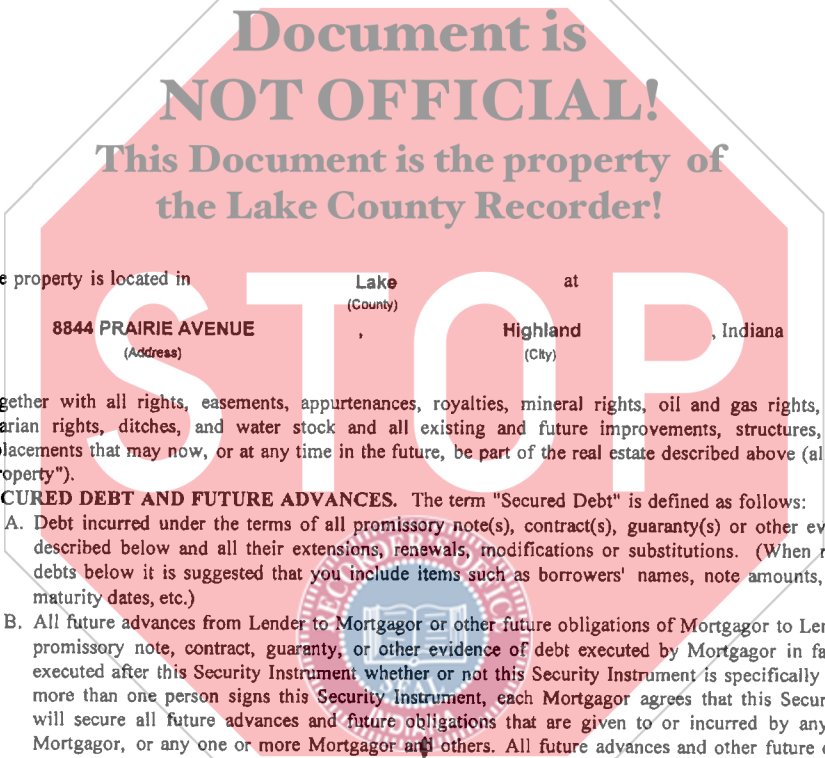 Document is
NOT OFFICIAL!
This Document is the property of
the Lake County Recorder!
STOP
e property is located in Lake at
(County)
8844 PRAIRIE AVENUE , Highland , Indiana
(Address) (City)
gether with all rights, easements, appurtenances, royalties, mineral rights, oil and gas rights,
arian rights, ditches, and water stock and all existing and future improvements, structures,
lacements that may now, or at any time in the future, be part of the real estate described above (al
operty").
CURED DEBT AND FUTURE ADVANCES. The term "Secured Debt" is defined as follows:
A. Debt incurred under the terms of all promissory note(s), contract(s), guaranty(s) or other ev
described below and all their extensions, renewals, modifications or substitutions. (When r
debts below it is suggested that you include items such as borrowers' names, note amounts,
maturity dates, etc.)
B. All future advances from Lender to Mortgagor or other future obligations of Mortgagor to Len
promissory note, contract, guaranty, or other evidence of debt executed by Mortgagor in fa
executed after this Security Instrument whether or not this Security Instrument is specifically
more than one person signs this Security Instrument, each Mortgagor agrees that this Secur
will secure all future advances and future obligations that are given to or incurred by any
Mortgagor, or any one or more Mortgagor and others. All future advances and other future
RECORDER'S OFFICE